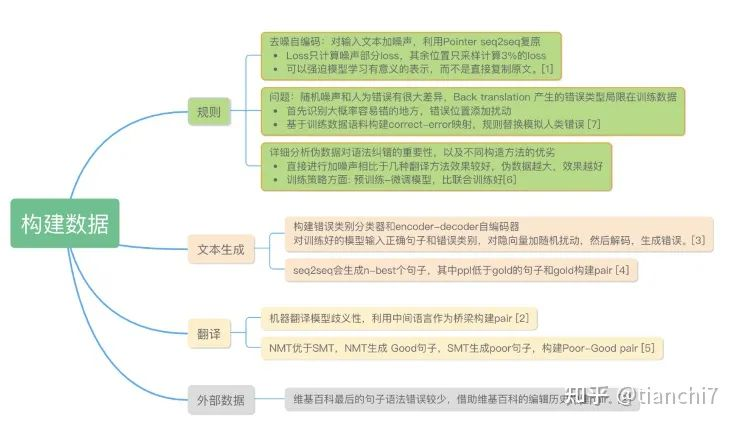 构建数据
规则
去噪自编码：对输入文本加噪声，利用Pointer seq2seq复原
• Loss只计算噪声部分loss，其余位置只采样计算3%的loss
• 可以强迫模型学习有意义的表示，而不是直接复制原文。[1]
问题：随机噪声和人为错误有很大差异，Back translation 产生的错误类型局限在训练数据
• 首先识别大概率容易错的地方，错误位置添加扰动
• 基于训练数据语料构建correct-error映射，规则替换模拟人类错误 [7]
详细分析伪数据对语法纠错的重要性，以及不同构造方法的优劣
• 直接进行加噪声相比于几种翻译方法效果较好，伪数据越大，效果越好
• 训练策略方面: 预训练-微调模型，比联合训练好[6]
文本生成
构建错误类别分类器和encoder-decoder自编码器
对训练好的模型输入正确句子和错误类别，对隐向量加随机扰动，然后解码，生成错误。[3]
seq2seq会生成n-best个句子，其中ppl低于gold的句子和gold构建pair [4]
翻译
机器翻译模型歧义性，利用中间语言作为桥梁构建pair [2]
NMT优于SMT，NMT生成 Good句子，SMT生成poor句子，构建Poor-Good pair [5]
外部数据
维基百科最后的句子语法错误较少，借助维基百科的编辑历史
知乎 @tianchi7